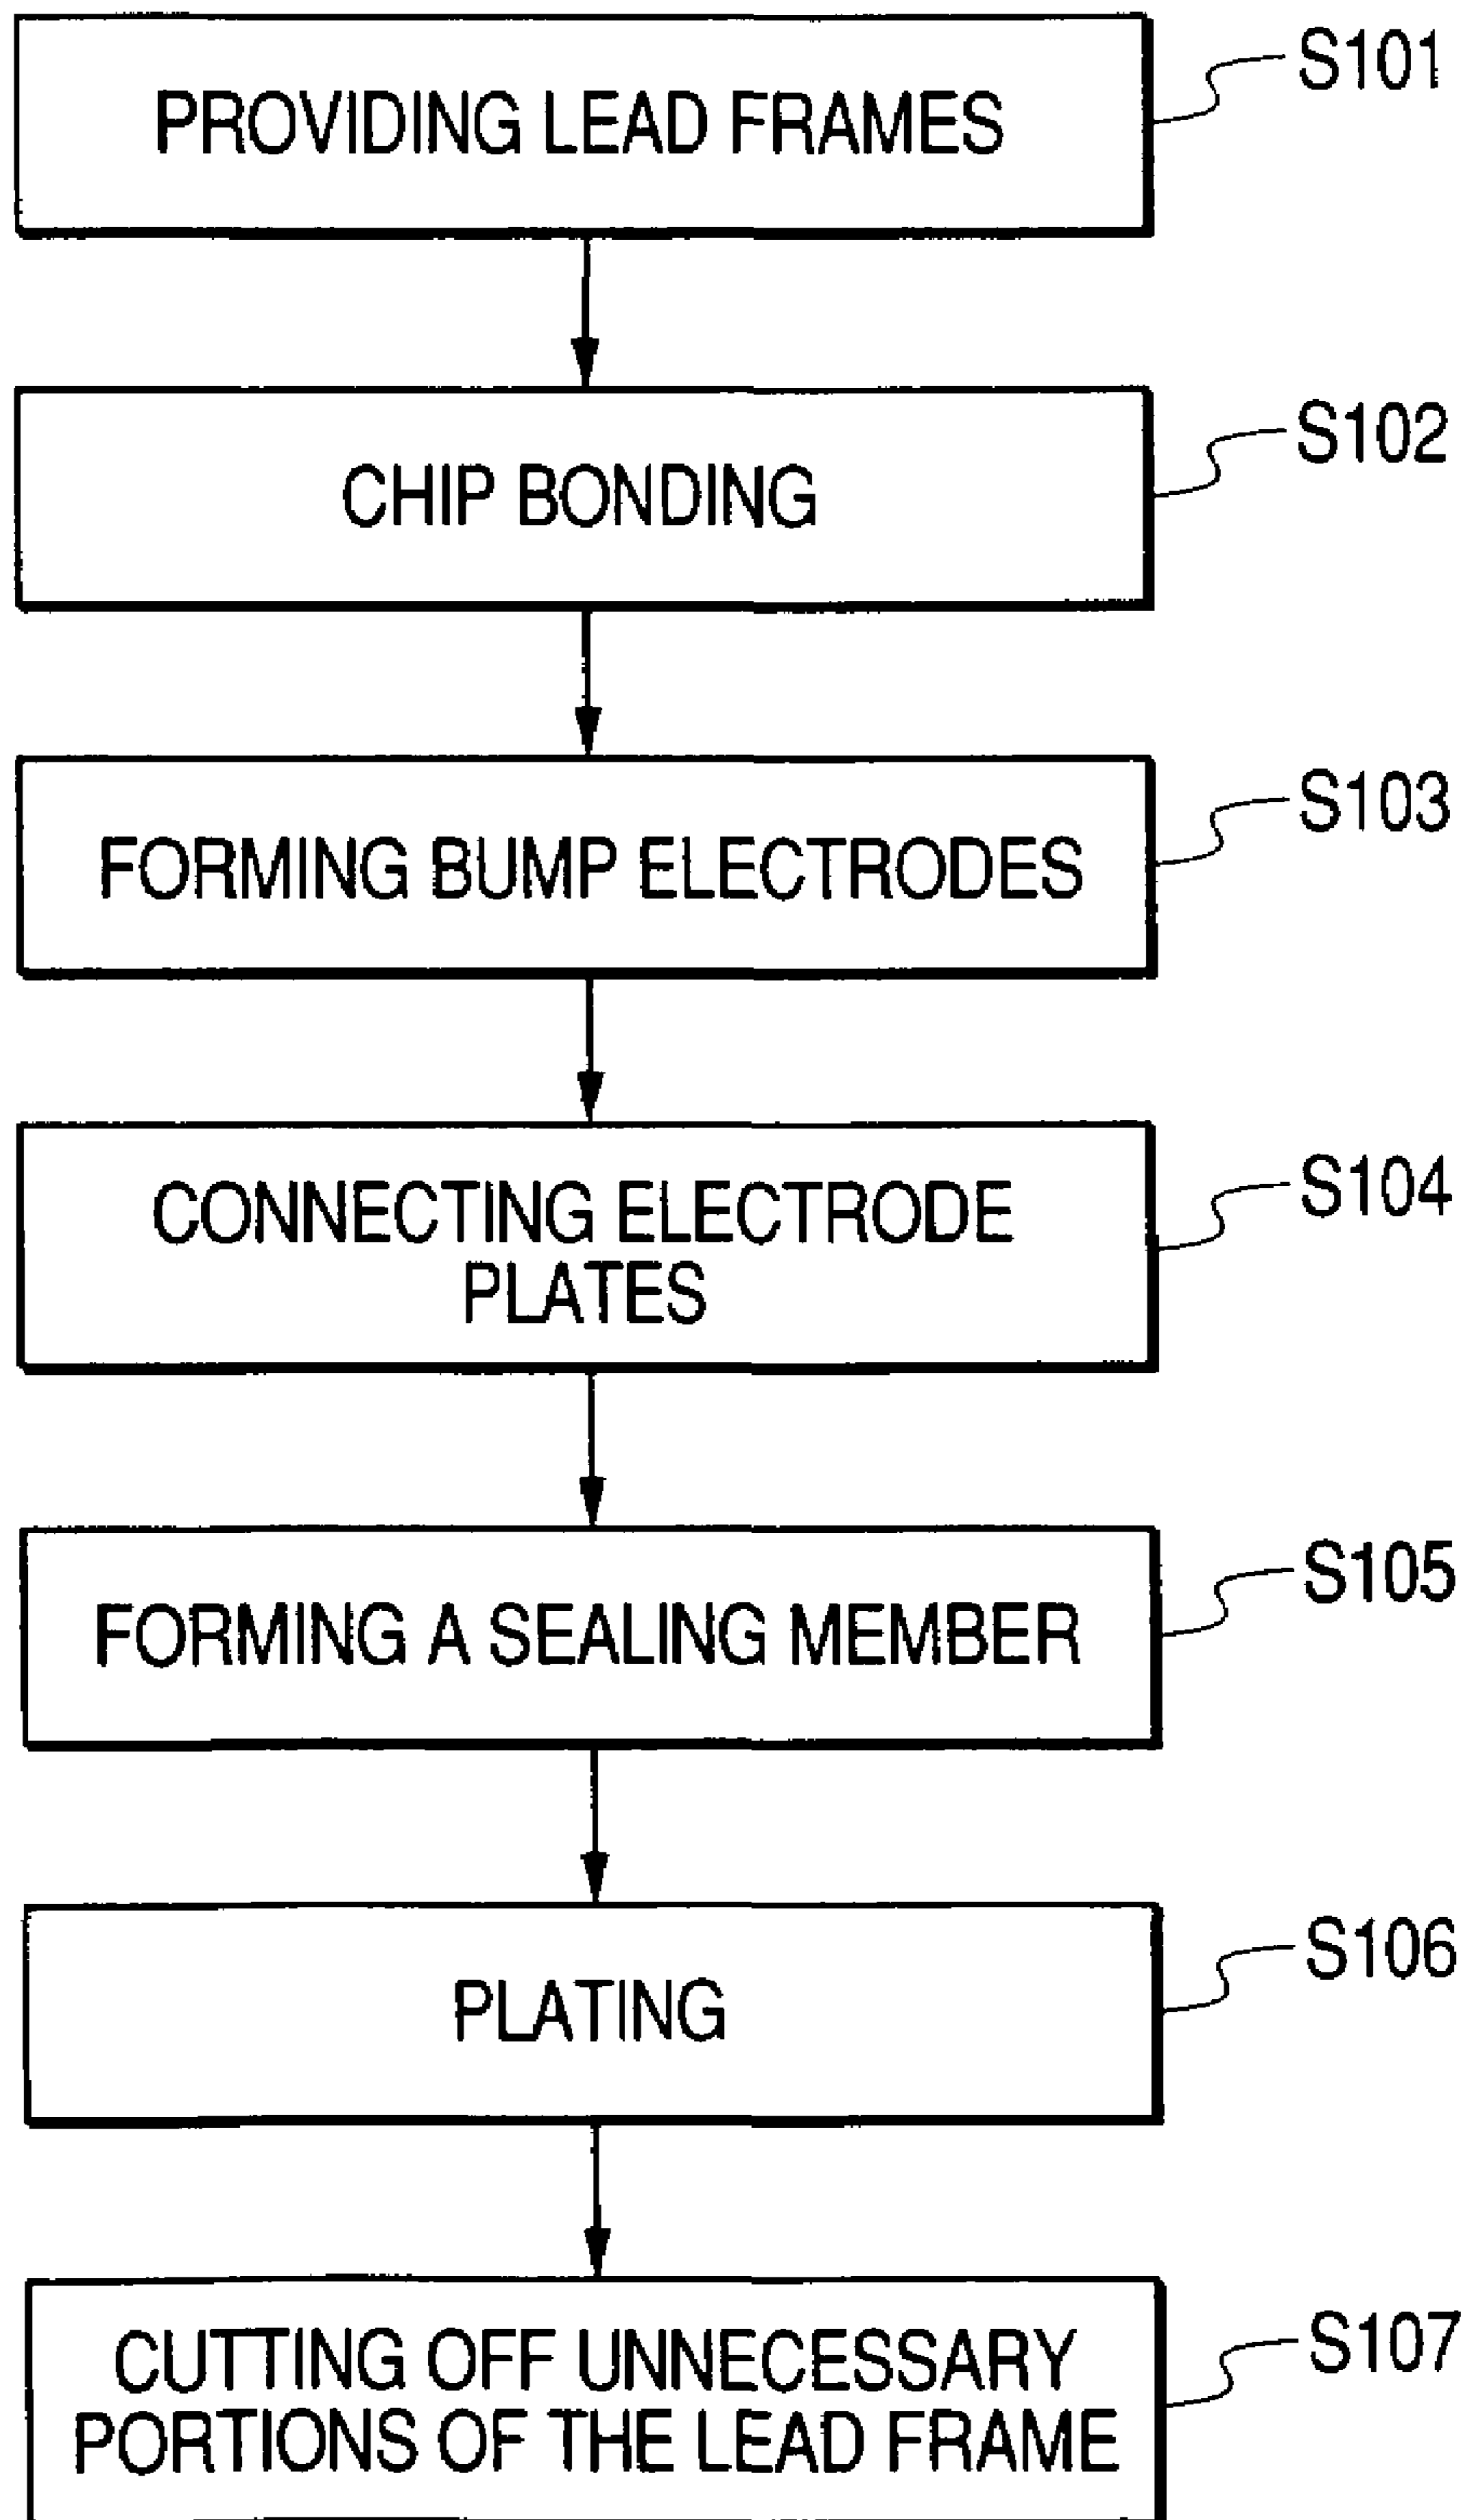 PROVIDING LEAD FRAMES
S101
CHIP BONDING
S102
FORMING BUMP ELECTRODES
S103
CONNECTING ELECTRODE
PLATES
S104
FORMING A SEALING MEMBER
S105
PLATING
S106
CUTTING OFF UNNECESSARY
PORTIONS OF THE LEAD FRAME
S107